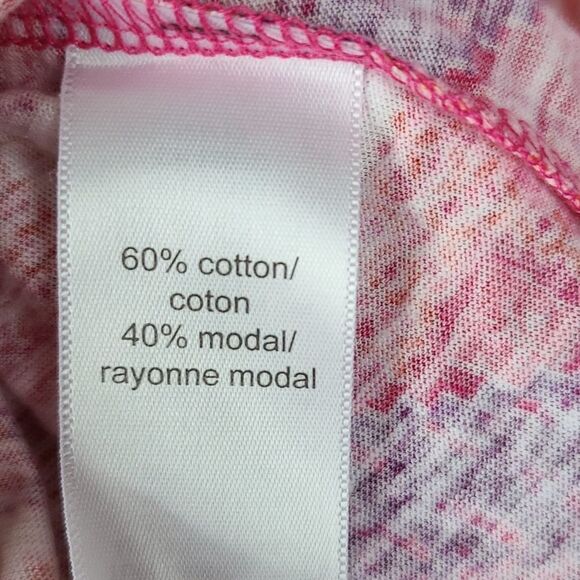 60% cotton/
coton
40% modal/
rayonne modal